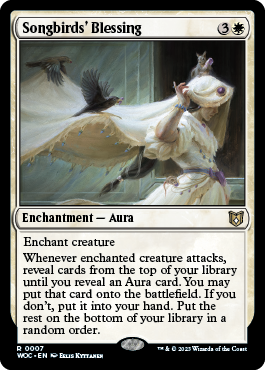 Songbirds' Blessing 3
Enchantment — Aura
Enchant creature
Whenever enchanted creature attacks,
reveal cards from the top of your library
until you reveal an Aura card. You may
put that card onto the battlefield. If you
don't, put it into your hand. Put the
rest on the bottom of your library in a
random order.
R 0007
WOC • EN Ellis Kyttanen
™ & © 2023 Wizards of the Coast